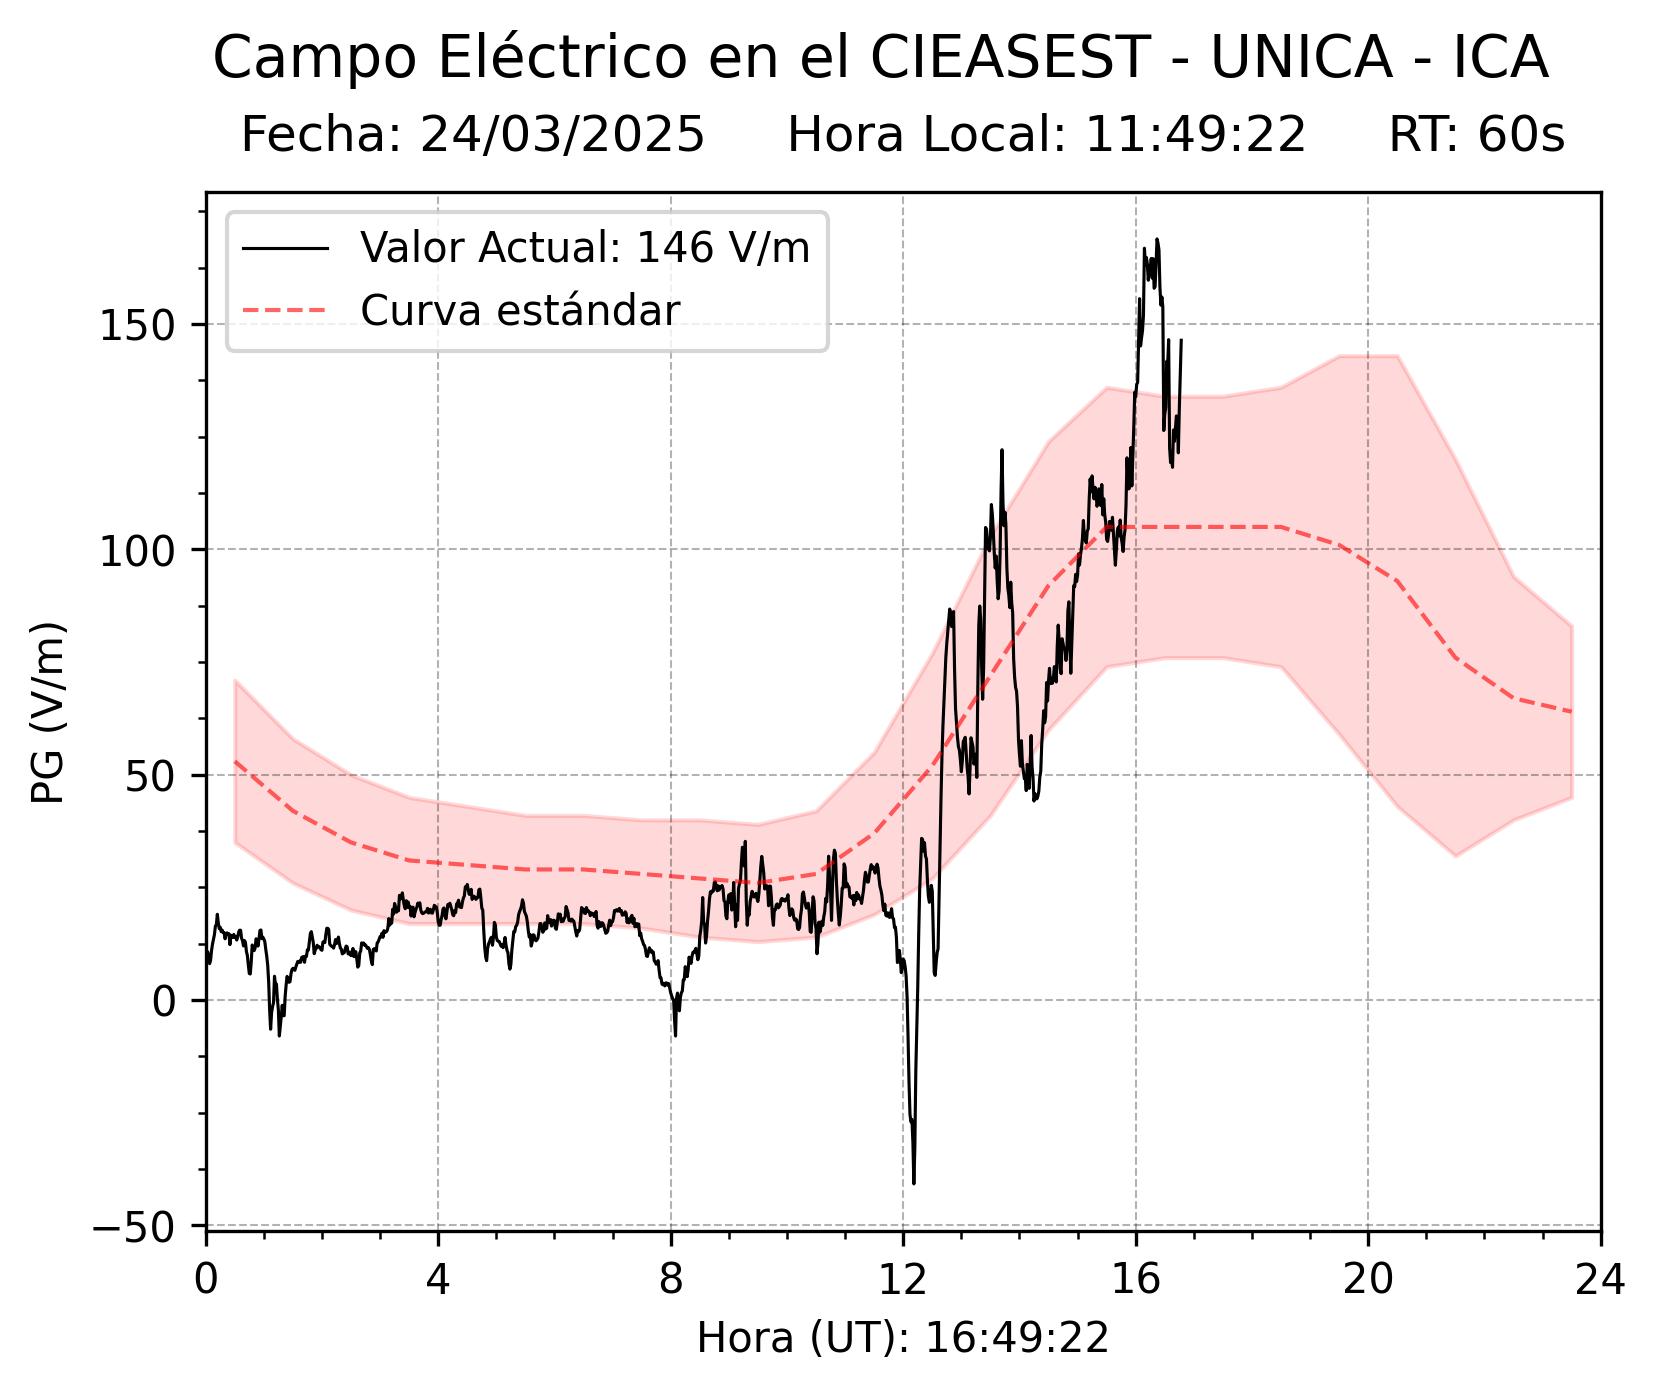 Campo Eléctrico en el CIEASEST - UNICA - ICA
Fecha: 24/03/2025 Hora Local: 11:49:22 RT: 60s
Valor Actual: 146 V/m
Curva estándar
PG (V/m)
150
100
50
0
−50
0 4 8 12 16 20 24
Hora (UT): 16:49:22